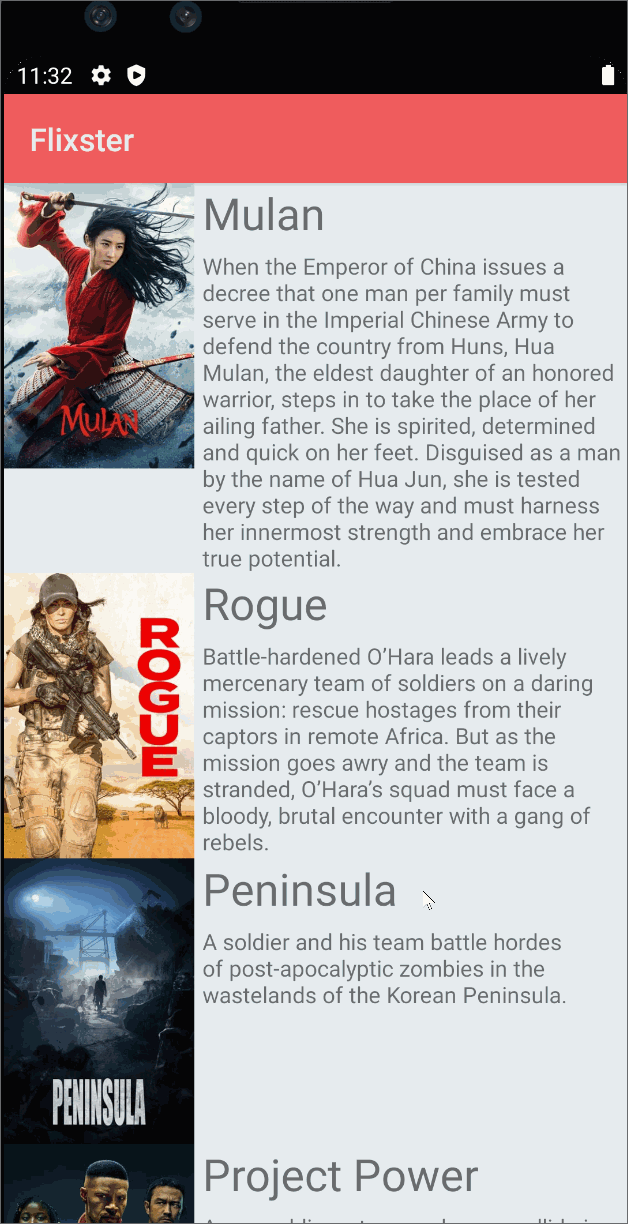 11:32
Flixster
Mulan
When the Emperor of China issues a
decree that one man per family must
serve in the Imperial Chinese Army to
defend the country from Huns, Hua
Mulan, the eldest daughter of an honored
warrior, steps in to take the place of her
ailing father. She is spirited, determined
and quick on her feet. Disguised as a man
by the name of Hua Jun, she is tested
every step of the way and must harness
her innermost strength and embrace her
true potential.
MULAN
Rogue
Battle-hardened O’Hara leads a lively
mercenary team of soldiers on a daring
mission: rescue hostages from their
captors in remote Africa. But as the
mission goes awry and the team is
stranded, O’Hara’s squad must face a
bloody, brutal encounter with a gang of
rebels.
ROGUE
Peninsula
A soldier and his team battle hordes
of post-apocalyptic zombies in the
wastelands of the Korean Peninsula.
PENINSULA
Project Power